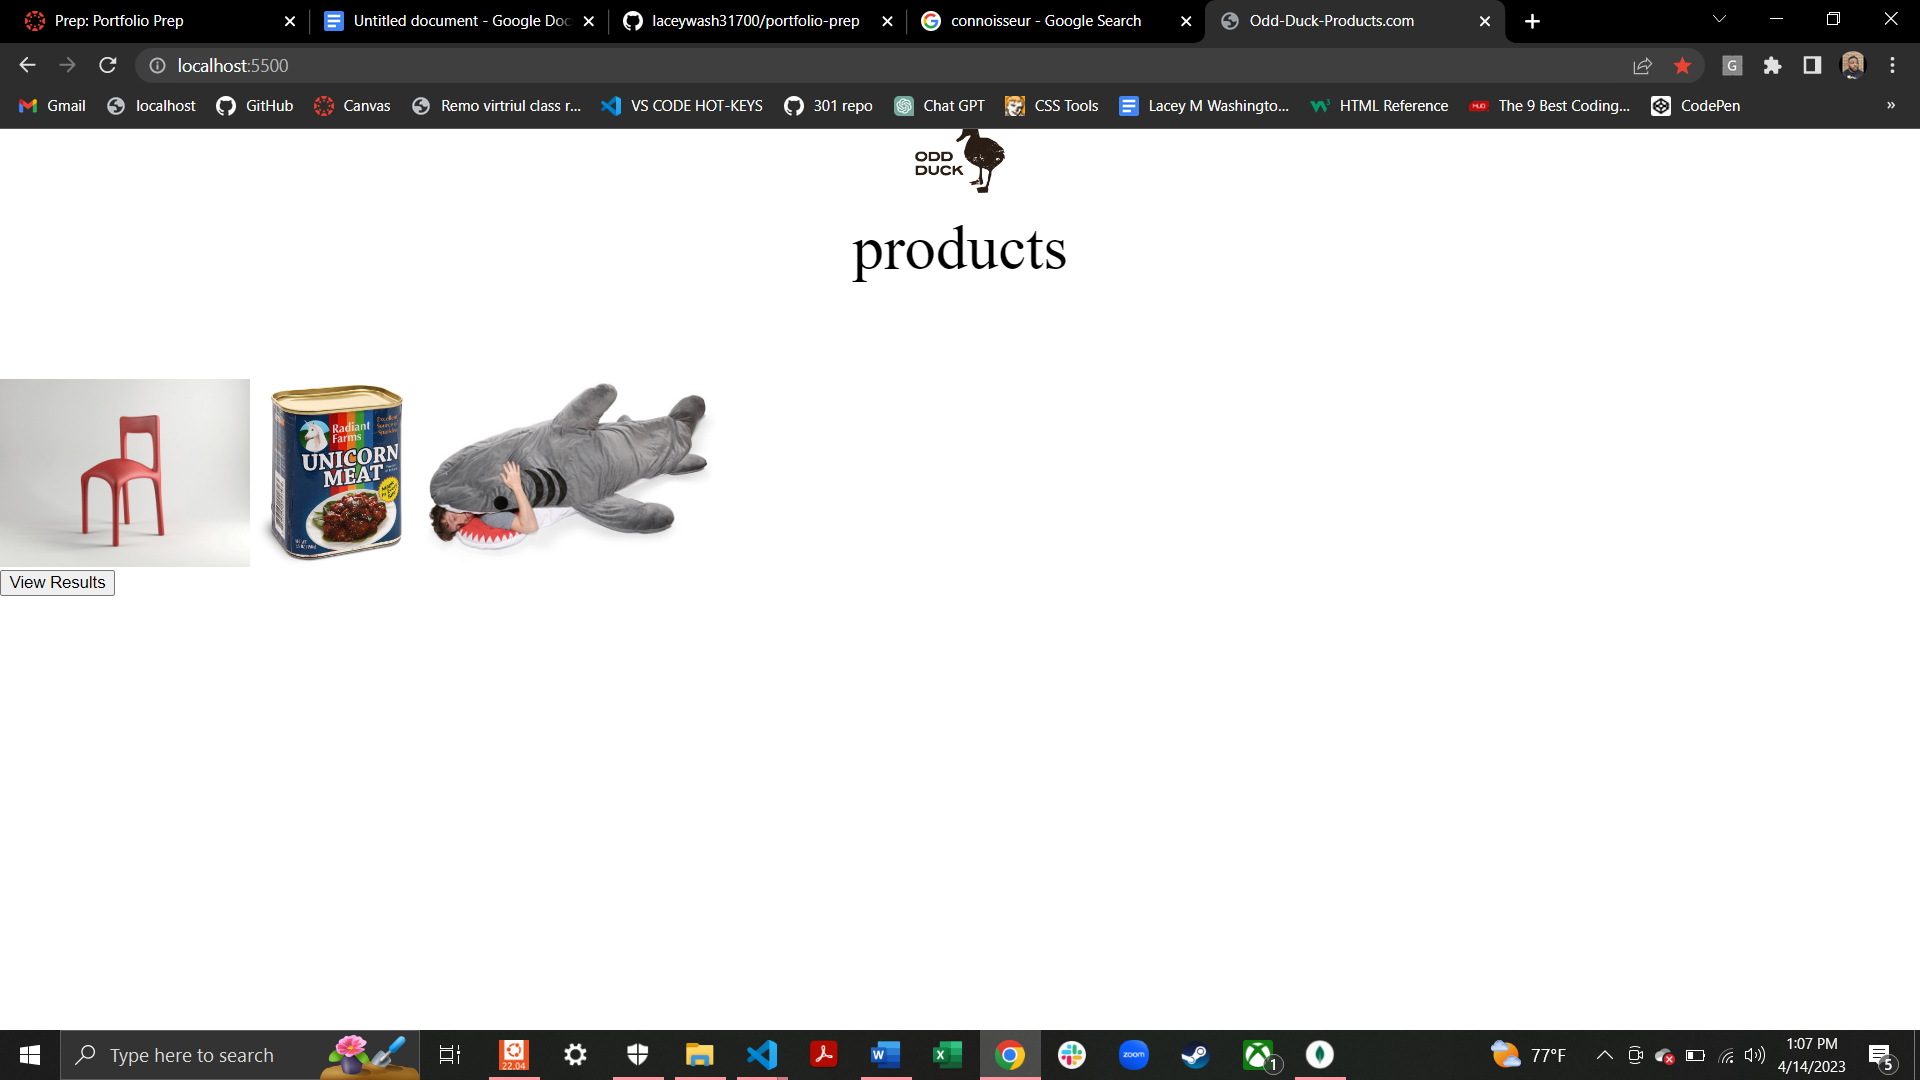 Prep: Portfolio Prep
Untitled document - Google Doc
laceywash31700/portfolio-prep
connoisseur - Google Search
Odd-Duck-Products.com
localhost:5500
G
Gmail
localhost
GitHub
Canvas
Remo virtriul class r...
VS CODE HOT-KEYS
301 repo
Chat GPT
CSS Tools
Lacey M Washingto...
HTML Reference
The 9 Best Coding...
CodePen
»
ODD
DUCK
products
Radiant
Farms
UNICORN
MEAT
View Results
Type here to search
22.04
zoom
1
77°F
1:07 PM
4/14/2023
5